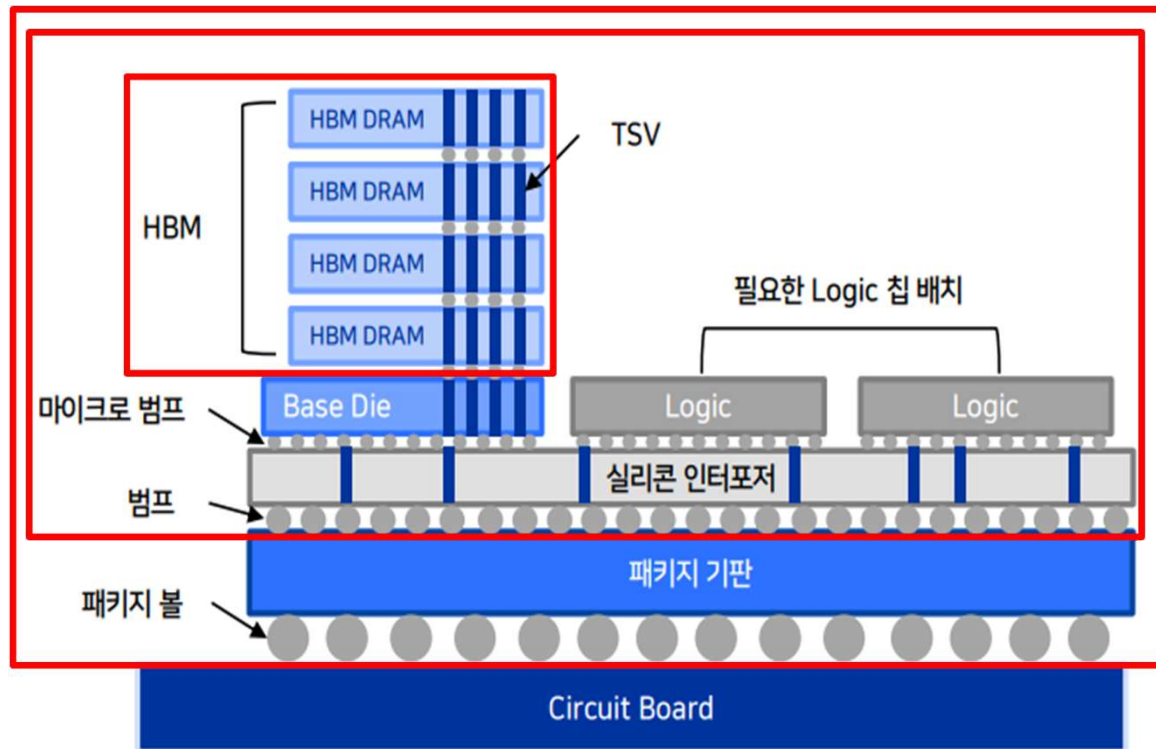 HBM DRAM
TSV
HBM DRAM
HBM
HBM DRAM
필요한 Logic 칩 배치
HBM DRAM
마이크로 범프
Base Die
Logic
Logic
실리콘 인터포저
범프
패키지 기판
패키지 볼
Circuit Board